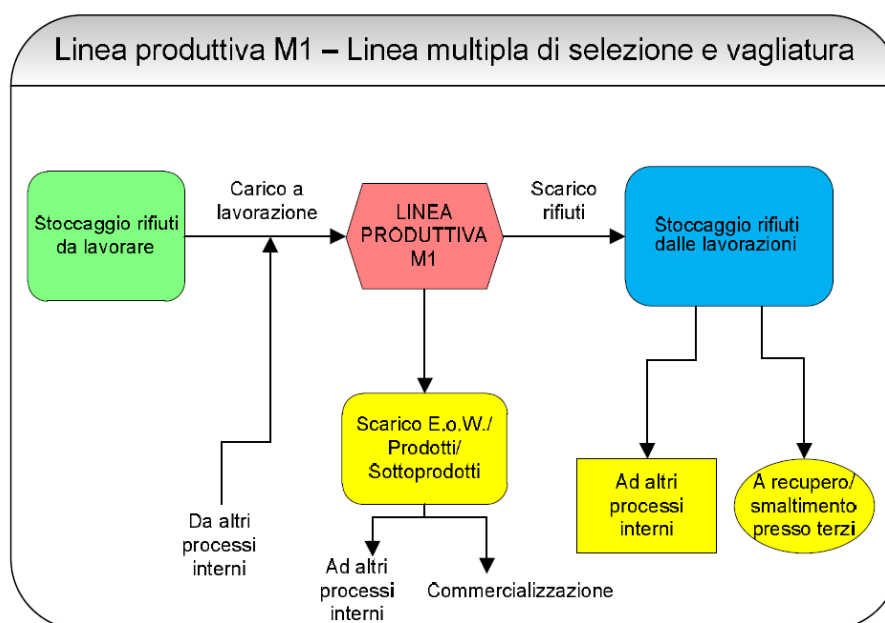 Linea produttiva M1 – Linea multipla di selezione e vagliatura
Stoccaggio rifiuti
da lavorare
Carico a
lavorazione
LINEA
PRODUTTIVA
M1
Scarico
rifiuti
Stoccaggio rifiuti
dalle lavorazioni
Scarico E.o.W./
Prodotti/
Sottoprodotti
Da altri
processi
interni
Ad altri
processi
interni
Commercializzazione
Ad altri
processi
interni
A recupero/
smaltimento
presso terzi